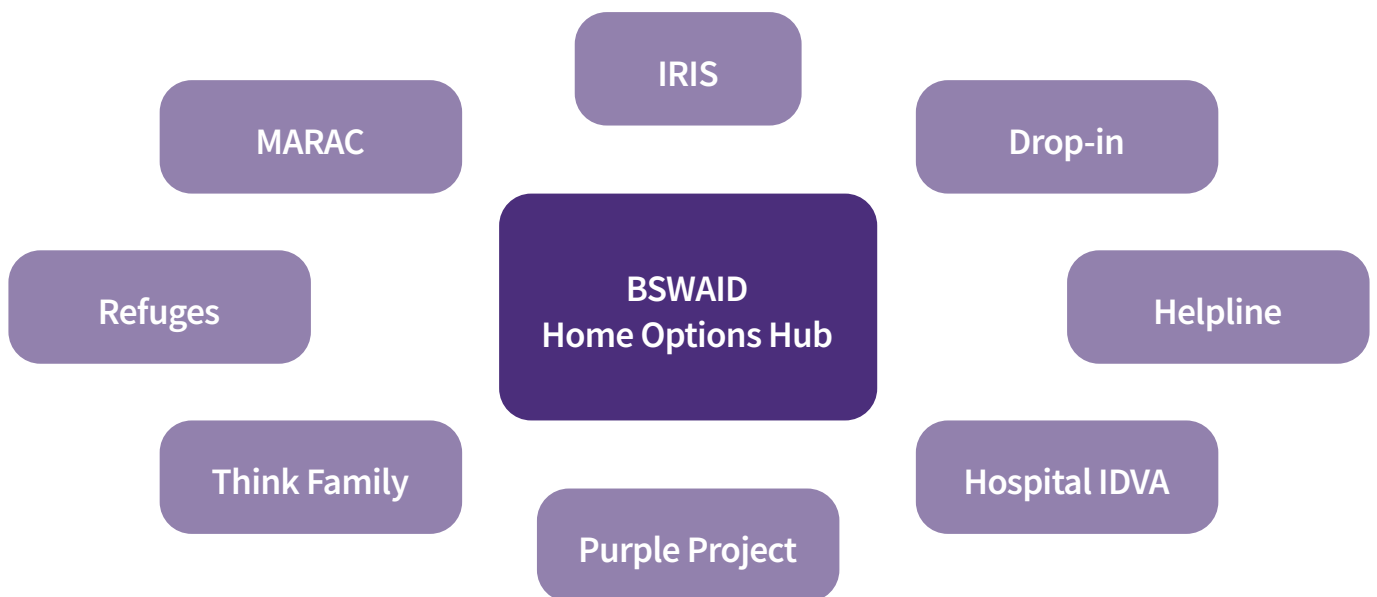 IRIS
MARAC
Drop-in
BSWAID
Home Options Hub
Refuges
Helpline
Think Family
Hospital IDVA
Purple Project